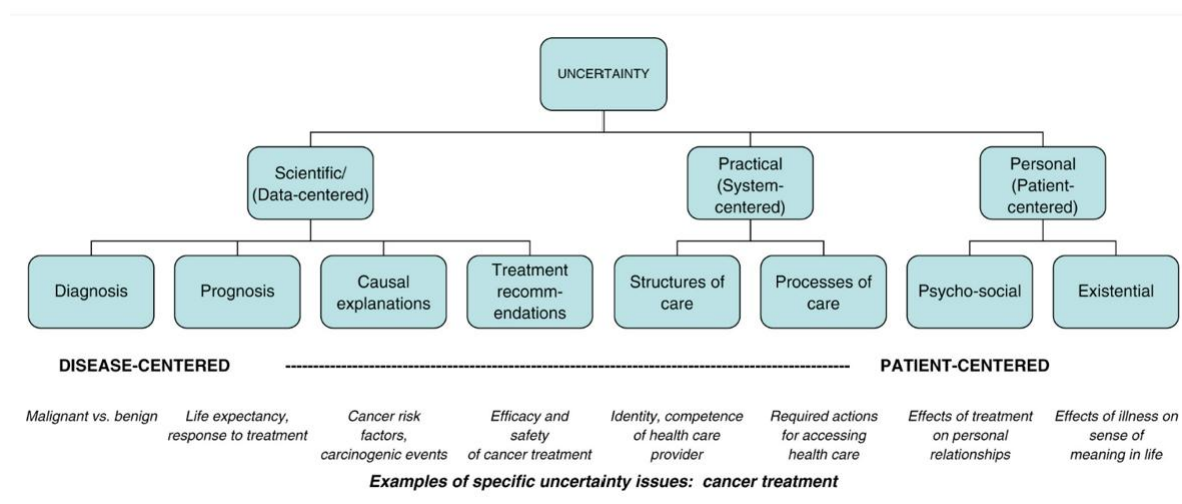 UNCERTAINTY
Scientific/
(Data-centered)
Practical
(System-
centered)
Personal
(Patient-
centered)
Diagnosis
Prognosis
Causal
explanations
Treatment
recomm-
endations
Structures of
care
Processes of
care
Psycho-social
Existential
DISEASE-CENTERED ---------------------------------------------------------------------------------------------------- PATIENT-CENTERED
Malignant vs. benign
Life expectancy,
response to treatment
Cancer risk
factors,
carcinogenic events
Efficacy and
safety
of cancer treatment
Identity, competence
of health care
provider
Required actions
for accessing
health care
Effects of treatment
on personal
relationships
Effects of illness on
sense of
meaning in life
Examples of specific uncertainty issues: cancer treatment